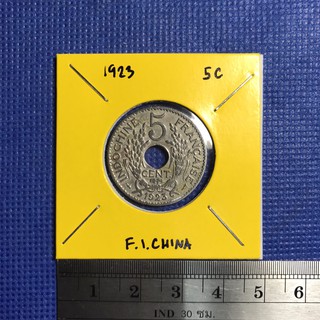 1923 5C
INDOCHINE FRANÇAISE
5
CENT
1923
F.I.CHINA
1 2 3 4 5 6
IND. 30 ซม.